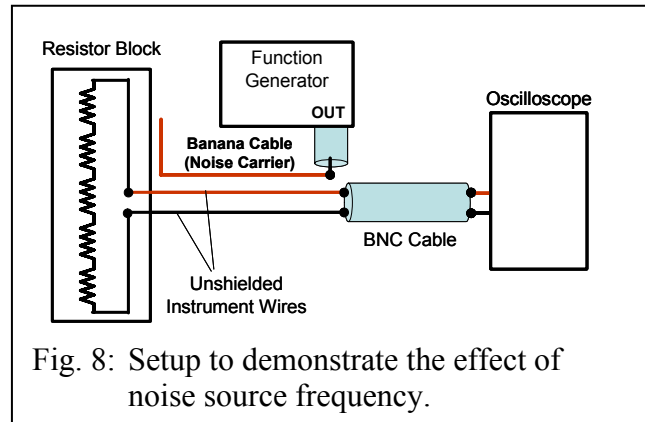 Resistor Block
Function
Generator
OUT
Oscilloscope
Banana Cable
(Noise Carrier)
BNC Cable
Unshielded
Instrument Wires
Fig. 8: Setup to demonstrate the effect of
noise source frequency.